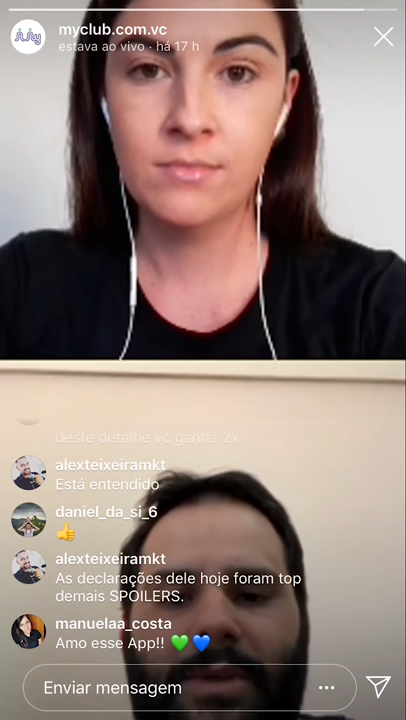 myclub.com.vc
estava ao vivo · há 17 h
deste detalhe vc ganha 2x
alexteixeiramkt
Está entendido
daniel_da_si_6
👍
alexteixeiramkt
As declarações dele hoje foram top
demais SPOILERS.
manuelaa_costa
Amo esse App!! 💚💙
Enviar mensagem